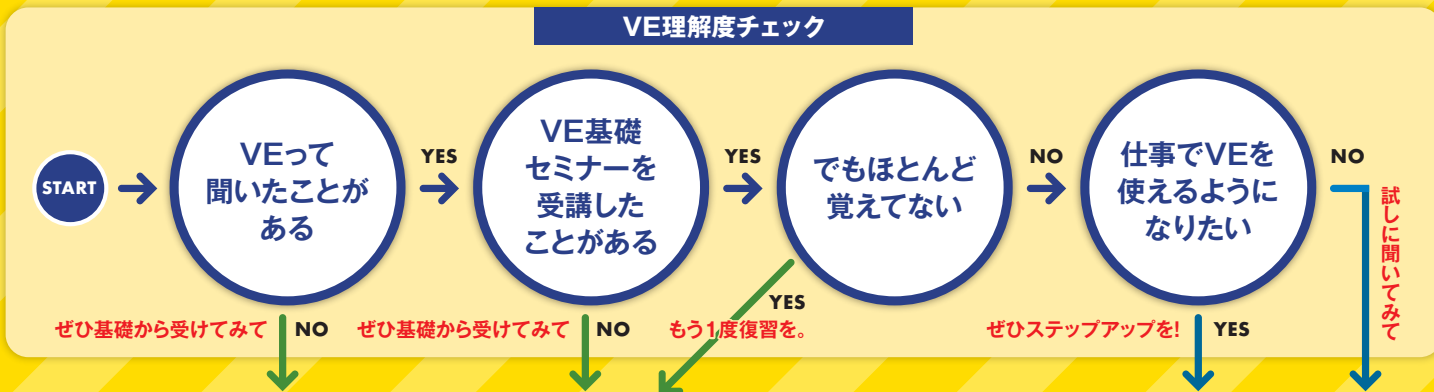 VE理解度チェック
START
VEって
聞いたことが
ある
YES
VE基礎
セミナーを
受講した
ことがある
YES
でもほとんど
覚えてない
NO
仕事でVEを
使えるように
なりたい
NO
試しに聞いてみて
YES
ぜひ基礎から受けてみて
NO
ぜひ基礎から受けてみて
NO
もう1度復習を。
ぜひステップアップを!
YES